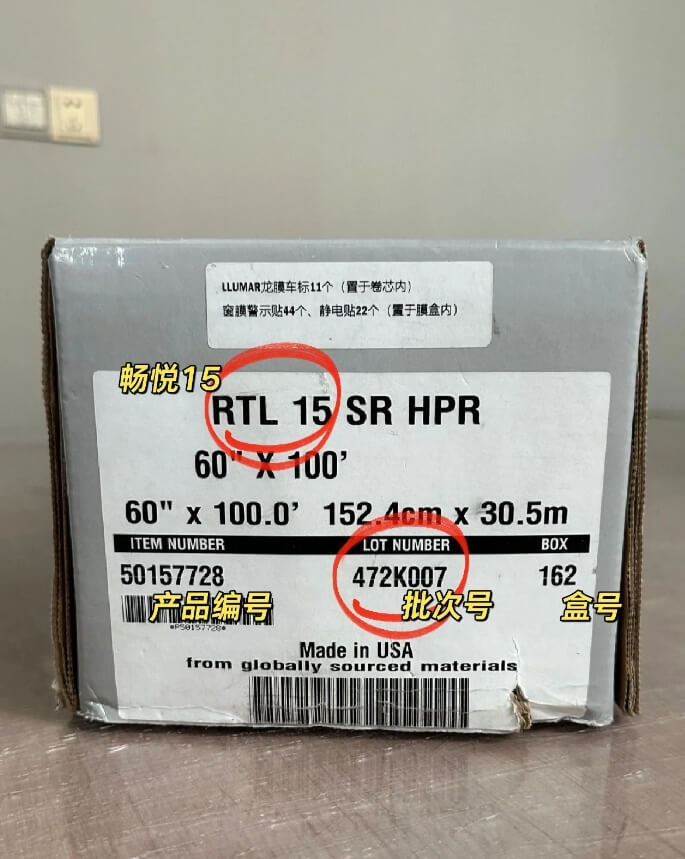 LLUMAR龙膜车标11个（置于卷芯内）
窗膜警示贴44个、静电贴22个（置于膜盒内）
畅悦15
RTL 15 SR HPR
60" X 100'
60" x 100.0' 152.4cm x 30.5m
ITEM NUMBER LOT NUMBER BOX
50157728 472K007 162
产品编号 批次号 盒号
*P50157728*
Made in USA
from globally sourced materials